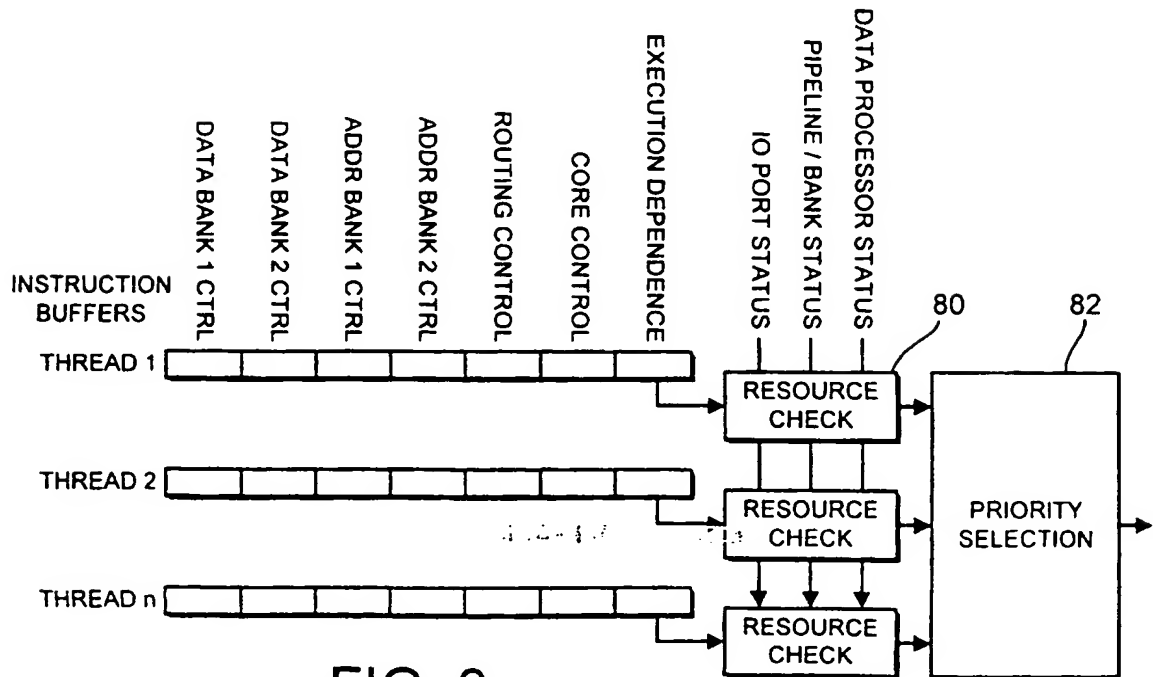 DATA BANK 1 CTRL
DATA BANK 2 CTRL
ADDR BANK 1 CTRL
ADDR BANK 2 CTRL
ROUTING CONTROL
CORE CONTROL
EXECUTION DEPENDENCE
IO PORT STATUS
PIPELINE / BANK STATUS
DATA PROCESSOR STATUS
INSTRUCTION
BUFFERS
80
82
THREAD 1
RESOURCE
CHECK
THREAD 2
RESOURCE
CHECK
PRIORITY
SELECTION
THREAD n
RESOURCE
CHECK